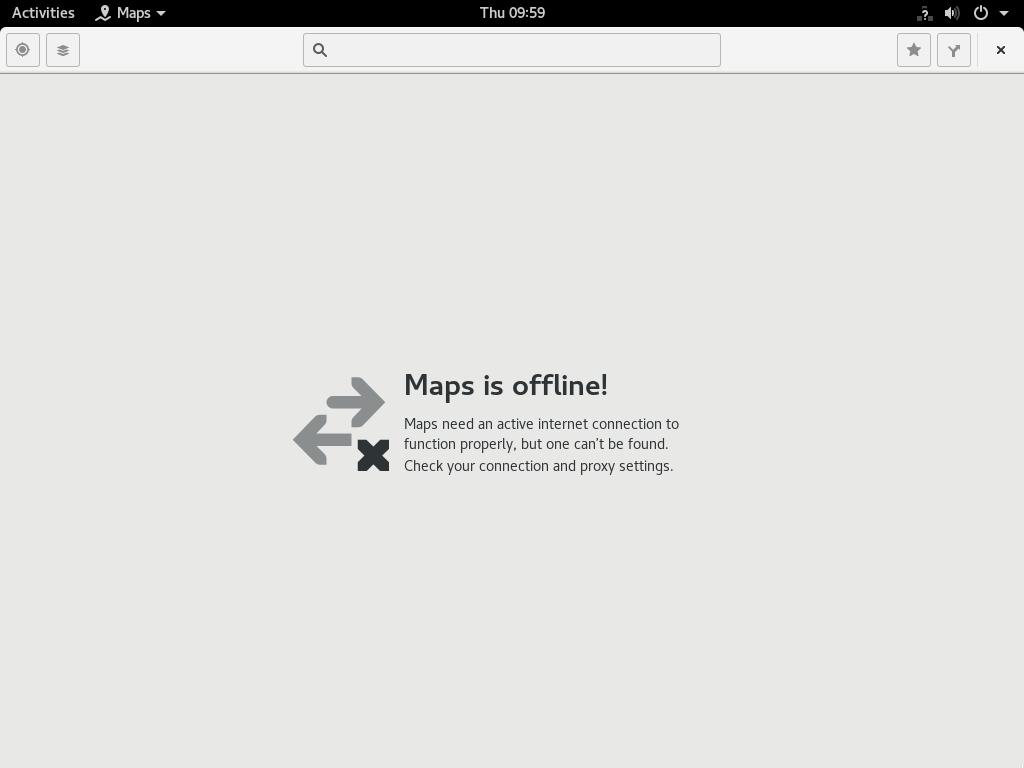 Activities Maps Thu 09:59
Maps is offline!
Maps need an active internet connection to
function properly, but one can't be found.
Check your connection and proxy settings.